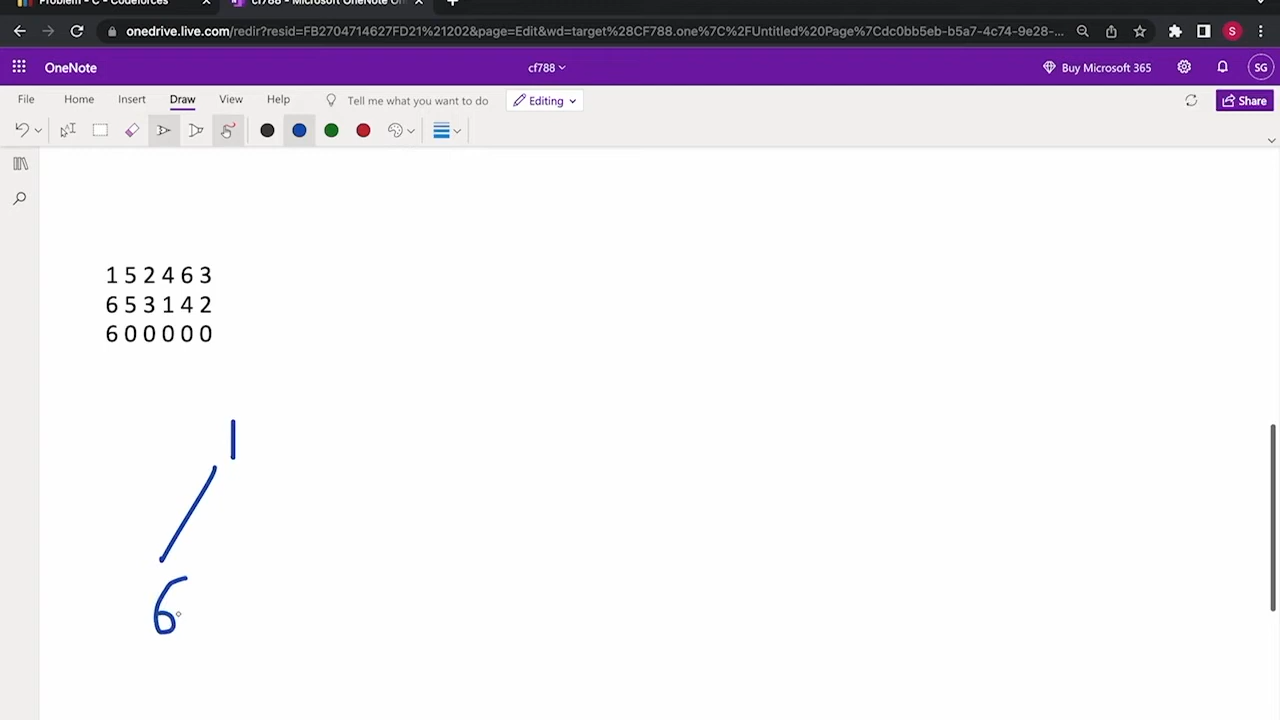 Problem - C - Codeforces
cf788 - Microsoft OneNote On
onedrive.live.com/redir?resid=FB2704714627FD21%21202&page=Edit&wd=target%28CF788.one%7C%2FUntitled%20Page%7Cdc0bb5eb-b5a7-4c74-9e28-...
S
OneNote
cf788
Buy Microsoft 365
SG
File Home Insert Draw View Help Tell me what you want to do Editing Share
1 5 2 4 6 3
6 5 3 1 4 2
6 0 0 0 0 0
1
6